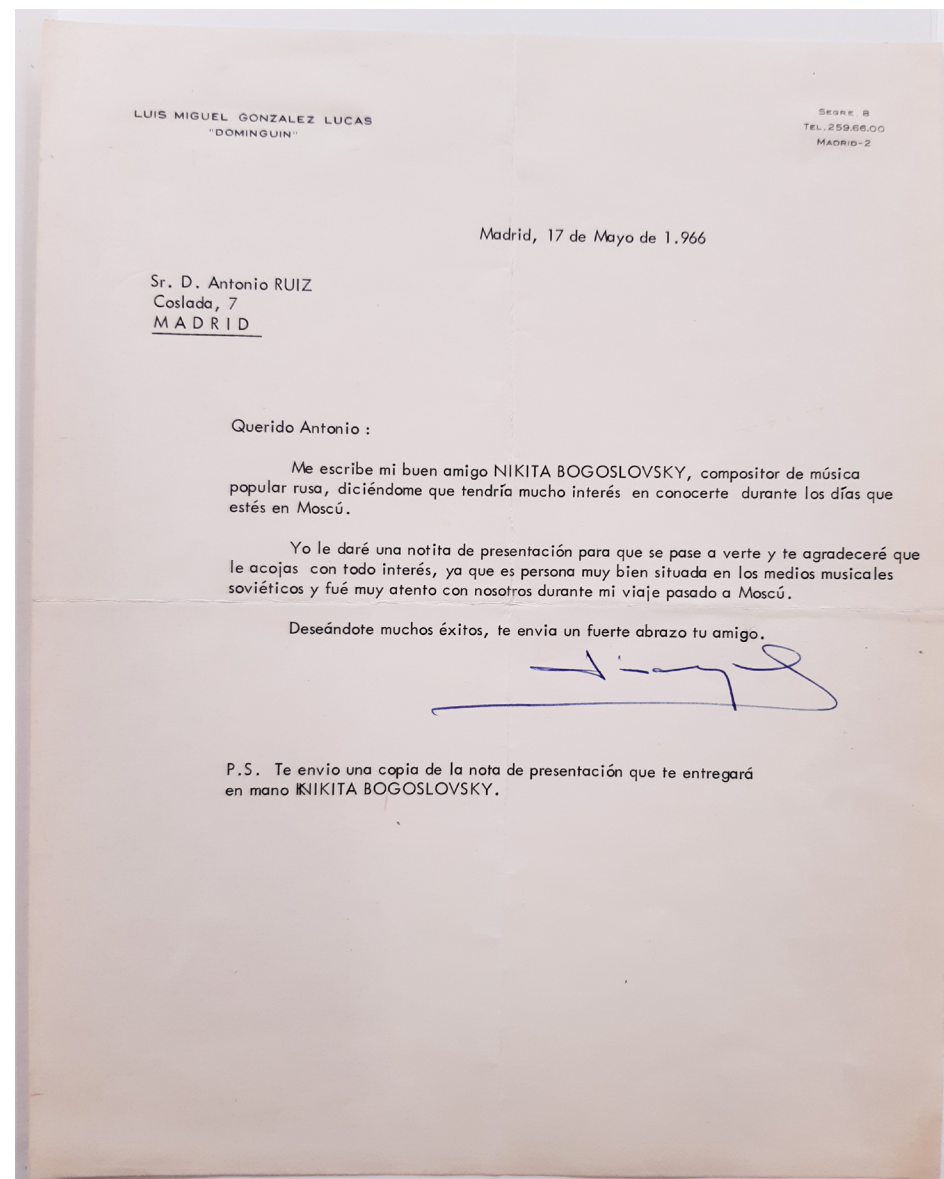 LUIS MIGUEL GONZALEZ LUCAS
"DOMINGUIN"
SEGRE, 8
TEL. 259.66.00
MADRID-2
Madrid, 17 de Mayo de 1.966
Sr. D. Antonio RUIZ
Coslada, 7
MADRID
Querido Antonio :
Me escribe mi buen amigo NIKITA BOGOSLOVSKY, compositor de música
popular rusa, diciéndome que tendría mucho interés en conocerte durante los días que
estés en Moscú.
Yo le daré una notita de presentación para que se pase a verte y te agradeceré que
le acojas con todo interés, ya que es persona muy bien situada en los medios musicales
soviéticos y fué muy atento con nosotros durante mi viaje pasado a Moscú.
Deseándote muchos éxitos, te envia un fuerte abrazo tu amigo.
P.S. Te envio una copia de la nota de presentación que te entregará
en mano NIKITA BOGOSLOVSKY.